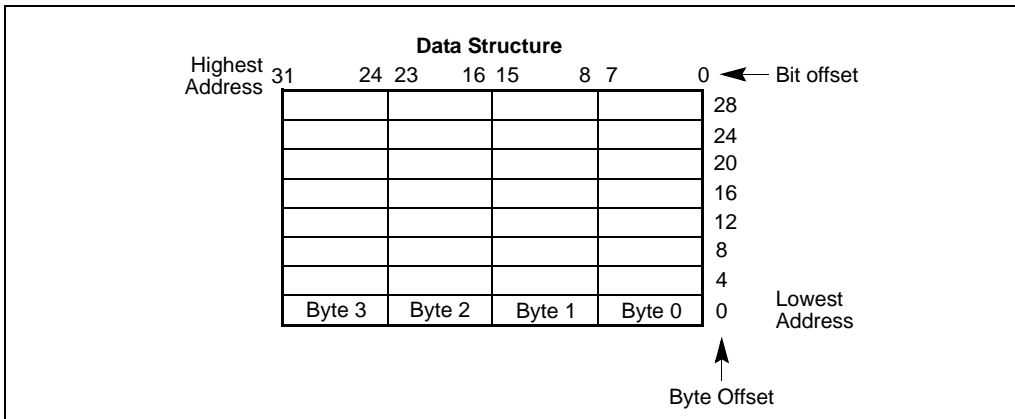 Data Structure
Highest Address
31 24 23 16 15 8 7 0
Bit offset
28
24
20
16
12
8
4
Byte 3 Byte 2 Byte 1 Byte 0 0
Lowest Address
Byte Offset